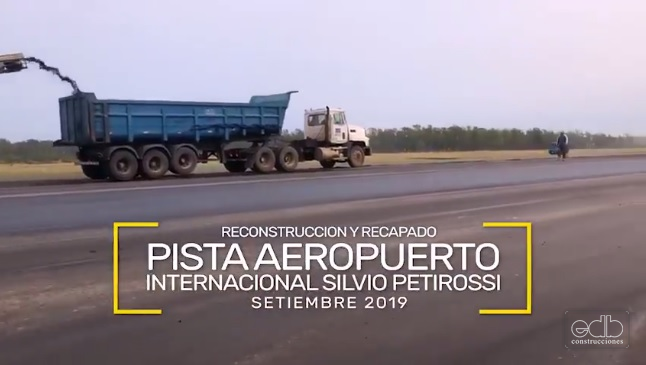 RECONSTRUCCION Y RECAPADO
PISTA AEROPUERTO
INTERNACIONAL SILVIO PETIROSSI
SETIEMBRE 2019
edb
construcciones